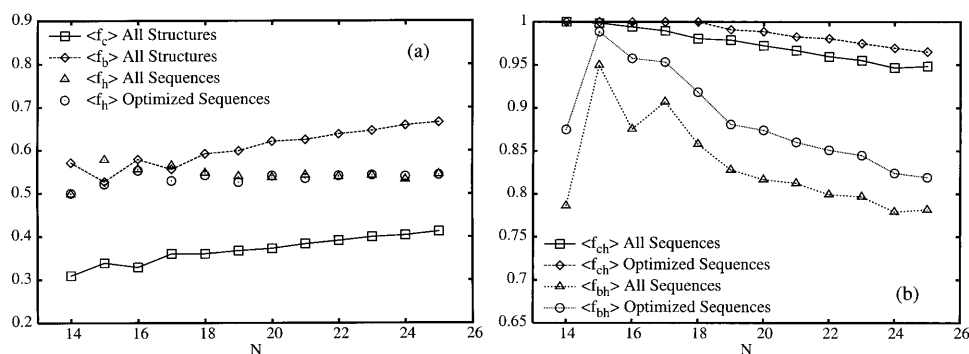 1
0.9
0.8
0.7
0.6
0.5
0.4
0.3
0.2
<f_c> All Structures
<f_b> All Structures
<f_h> All Sequences
<f_h> Optimized Sequences
(a)
14 16 18 20 22 24 26
N
1
0.95
0.9
0.85
0.8
0.75
0.7
0.65
<f_ch> All Sequences
<f_ch> Optimized Sequences
<f_bh> All Sequences
<f_bh> Optimized Sequences
(b)
14 16 18 20 22 24 26
N